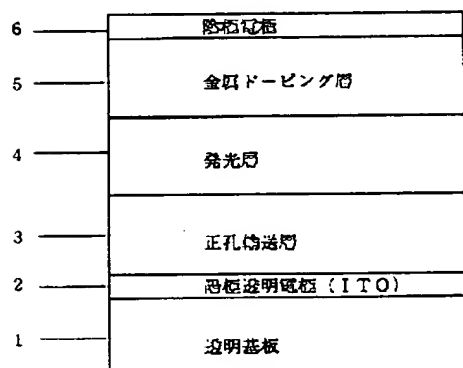 6 陰極電極
5 金属ドーピング層
4 発光層
3 正孔輸送層
2 陽極透明電極（ITO）
1 透明基板